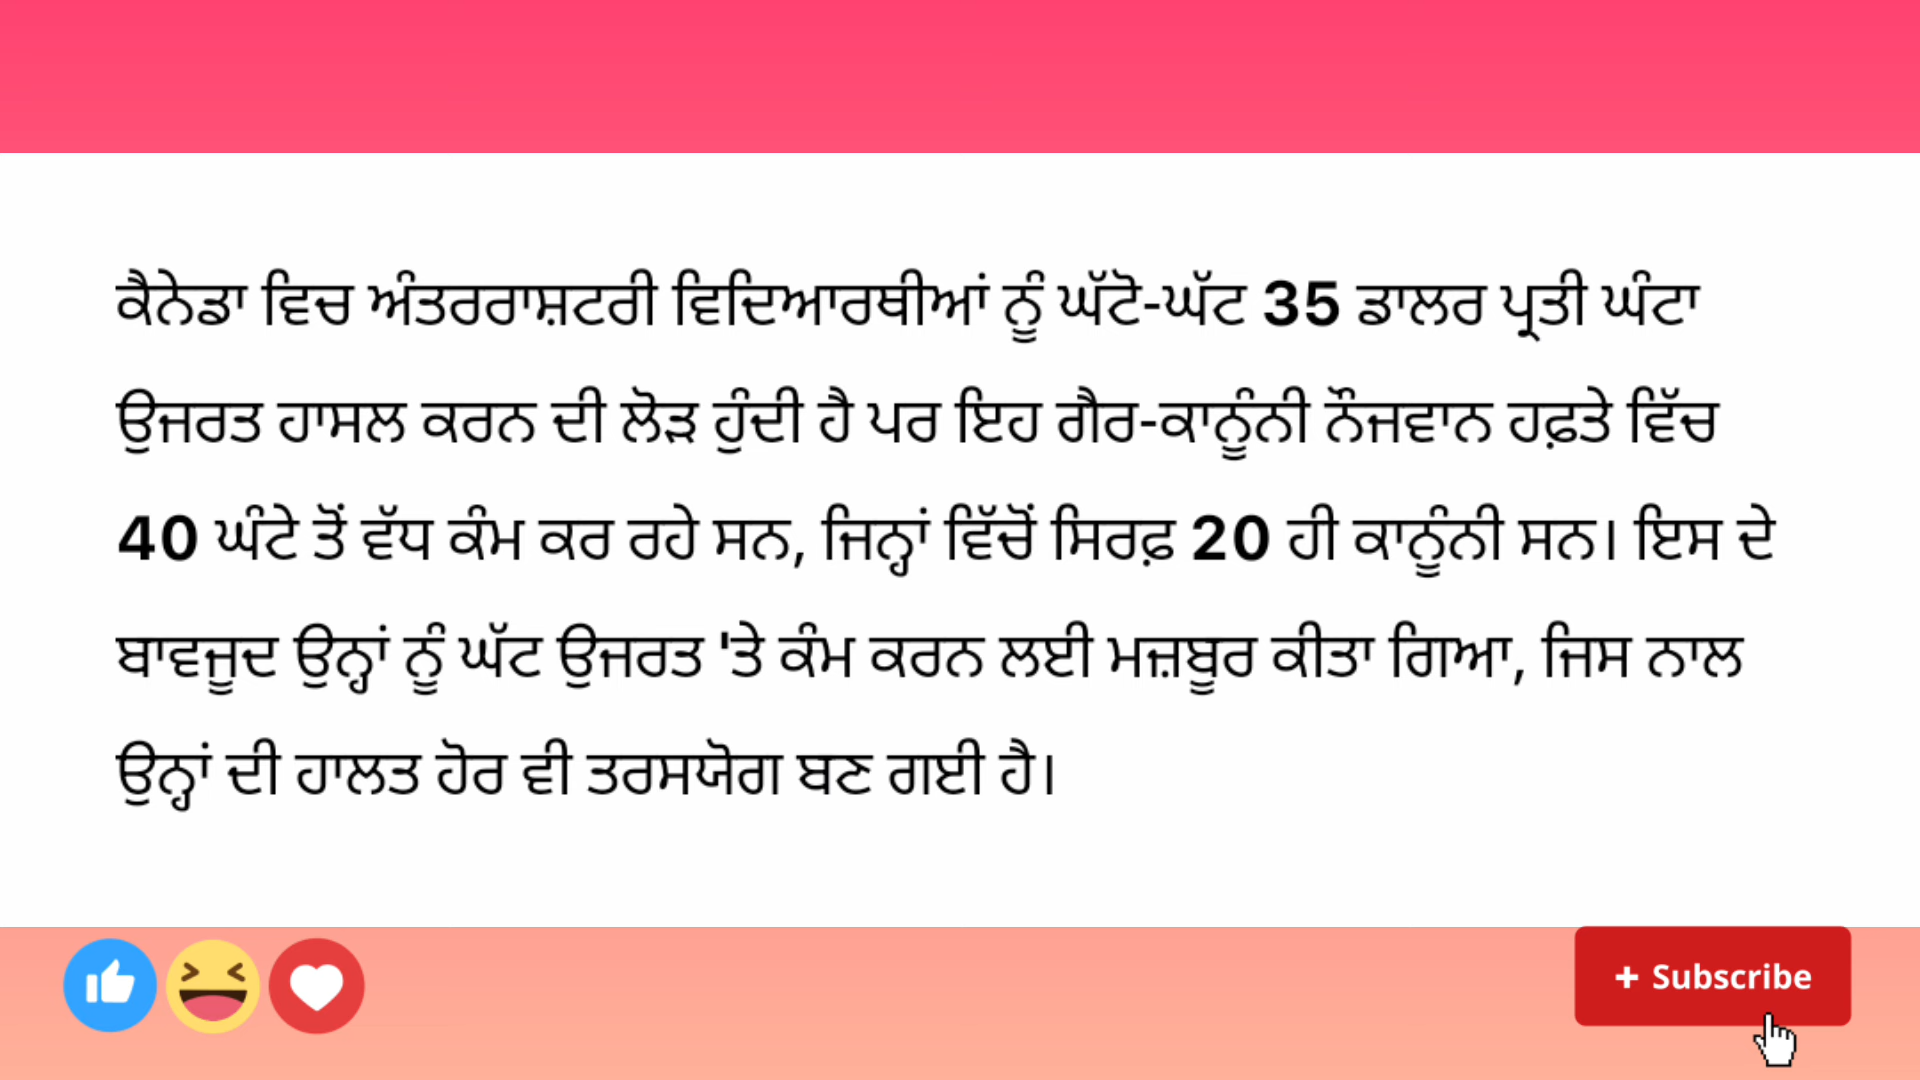 ਕੈਨੇਡਾ ਵਿਚ ਅੰਤਰਰਾਸ਼ਟਰੀ ਵਿਦਿਆਰਥੀਆਂ ਨੂੰ ਘੱਟੋ-ਘੱਟ 35 ਡਾਲਰ ਪ੍ਰਤੀ ਘੰਟਾ
ਉਜਰਤ ਹਾਸਲ ਕਰਨ ਦੀ ਲੋੜ ਹੁੰਦੀ ਹੈ ਪਰ ਇਹ ਗੈਰ-ਕਾਨੂੰਨੀ ਨੌਜਵਾਨ ਹਫ਼ਤੇ ਵਿੱਚ
40 ਘੰਟੇ ਤੋਂ ਵੱਧ ਕੰਮ ਕਰ ਰਹੇ ਸਨ, ਜਿਨ੍ਹਾਂ ਵਿੱਚੋਂ ਸਿਰਫ਼ 20 ਹੀ ਕਾਨੂੰਨੀ ਸਨ। ਇਸ ਦੇ
ਬਾਵਜੂਦ ਉਨ੍ਹਾਂ ਨੂੰ ਘੱਟ ਉਜਰਤ 'ਤੇ ਕੰਮ ਕਰਨ ਲਈ ਮਜ਼ਬੂਰ ਕੀਤਾ ਗਿਆ, ਜਿਸ ਨਾਲ
ਉਨ੍ਹਾਂ ਦੀ ਹਾਲਤ ਹੋਰ ਵੀ ਤਰਸਯੋਗ ਬਣ ਗਈ ਹੈ।
+ Subscribe